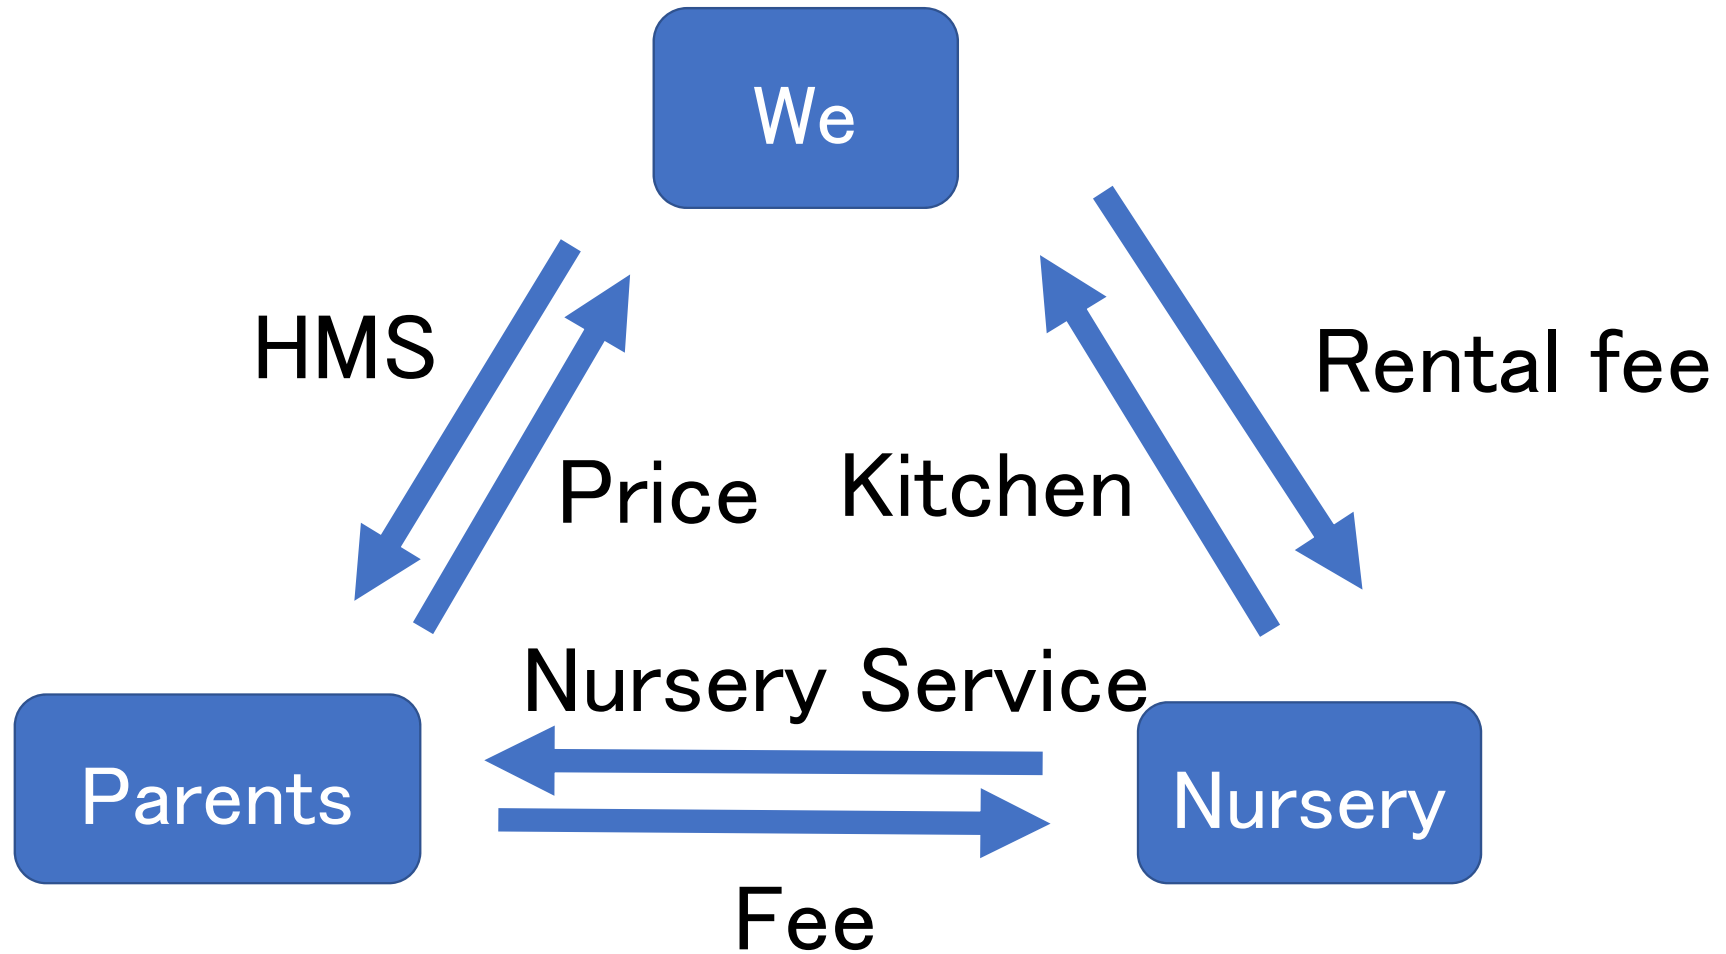 We
HMS
Rental fee
Price
Kitchen
Nursery Service
Parents
Nursery
Fee